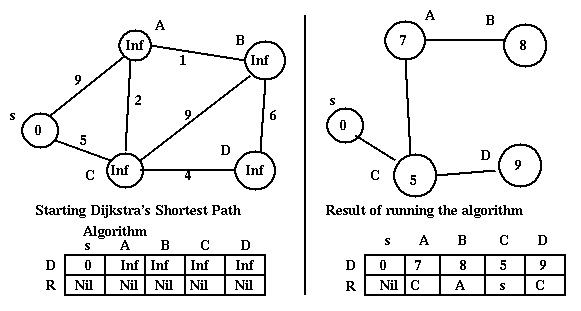 A
Inf
B
Inf
1
9
2
9
6
s
0
5
C
Inf
4
D
Inf
Starting Dijkstra's Shortest Path
Algorithm
s A B C D
D 0 Inf Inf Inf Inf
R Nil Nil Nil Nil Nil
A
7
B
8
s
0
C
5
D
9
Result of running the algorithm
s A B C D
D 0 7 8 5 9
R Nil C A s C